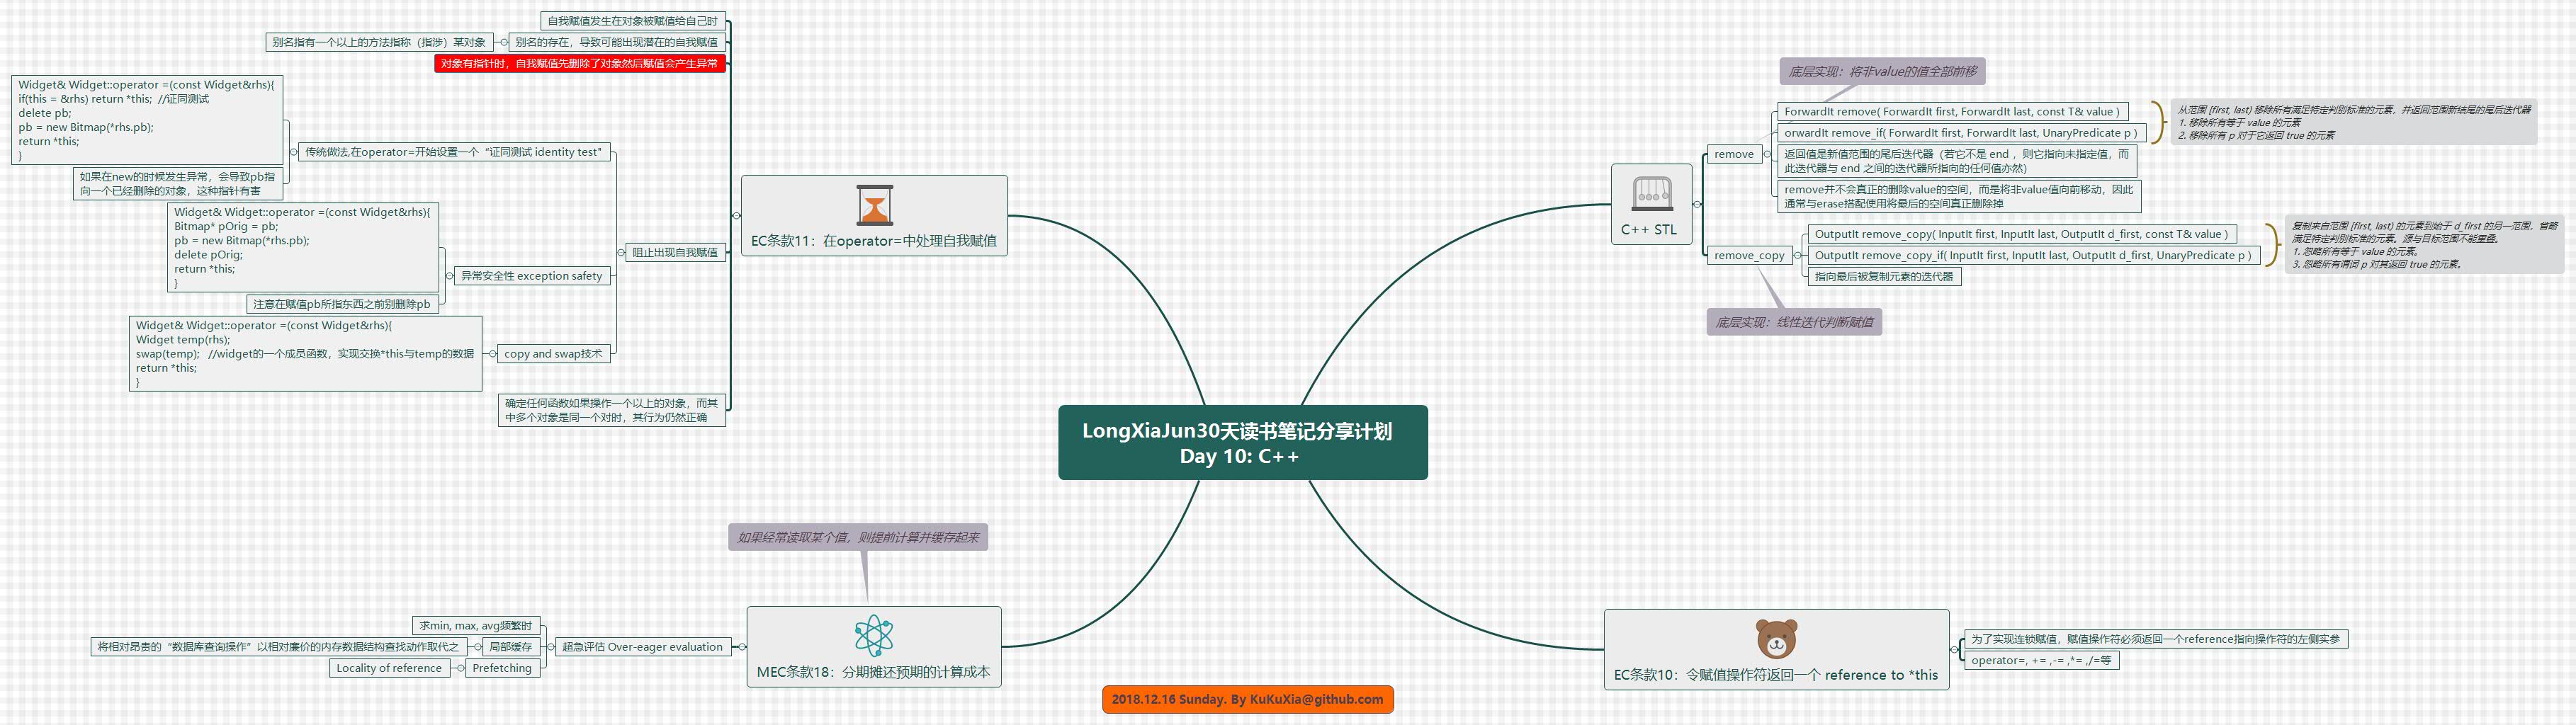 LongXiaJun30天读书笔记分享计划
Day 10: C++
EC条款11：在operator=中处理自我赋值
自我赋值发生在对象被赋值给自己时
别名的存在，导致可能出现潜在的自我赋值
别名指有一个以上的方法指称（指涉）某对象
对象有指针时，自我赋值先删除了对象然后赋值会产生异常
阻止出现自我赋值
传统做法,在operator=开始设置一个“证同测试 identity test"
Widget& Widget::operator =(const Widget&rhs){
if(this = &rhs) return *this;  //证同测试
delete pb;
pb = new Bitmap(*rhs.pb);
return *this;
}
如果在new的时候发生异常，会导致pb指
向一个已经删除的对象，这种指针有害
异常安全性 exception safety
Widget& Widget::operator =(const Widget&rhs){
Bitmap* pOrig = pb;
pb = new Bitmap(*rhs.pb);
delete pOrig;
return *this;
}
注意在赋值pb所指东西之前别删除pb
copy and swap技术
Widget& Widget::operator =(const Widget&rhs){
Widget temp(rhs);
swap(temp);   //widget的一个成员函数，实现交换*this与temp的数据
return *this;
}
确定任何函数如果操作一个以上的对象，而其
中多个对象是同一个对时，其行为仍然正确
C++ STL
remove
底层实现：将非value的值全部前移
ForwardIt remove( ForwardIt first, ForwardIt last, const T& value )
orwardIt remove_if( ForwardIt first, ForwardIt last, UnaryPredicate p )
从范围 [first, last) 移除所有满足特定判别标准的元素，并返回范围新结尾的尾后迭代器
1. 移除所有等于 value 的元素
2. 移除所有 p 对于它返回 true 的元素
返回值是新值范围的尾后迭代器（若它不是 end ，则它指向未指定值，而
此迭代器与 end 之间的迭代器所指向的任何值亦然）
remove并不会真正的删除value的空间，而是将非value值向前移动，因此
通常与erase搭配使用将最后的空间真正删除掉
remove_copy
OutputIt remove_copy( InputIt first, InputIt last, OutputIt d_first, const T& value )
OutputIt remove_copy_if( InputIt first, InputIt last, OutputIt d_first, UnaryPredicate p )
复制来自范围 [first, last) 的元素到始于 d_first 的另一范围，省略
满足特定判别标准的元素。源与目标范围不能重叠。
1. 忽略所有等于 value 的元素。
3. 忽略所有谓词 p 对其返回 true 的元素。
指向最后被复制元素的迭代器
底层实现：线性迭代判断赋值
如果经常读取某个值，则提前计算并缓存起来
MEC条款18：分期摊还预期的计算成本
超急评估 Over-eager evaluation
求min, max, avg频繁时
局部缓存
将相对昂贵的“数据库查询操作”以相对廉价的内存数据结构查找动作取代之
Prefetching
Locality of reference
EC条款10：令赋值操作符返回一个 reference to *this
为了实现连锁赋值，赋值操作符必须返回一个reference指向操作符的左侧实参
operator=, += ,-= ,*= ,/=等
2018.12.16 Sunday. By KuKuXia@github.com